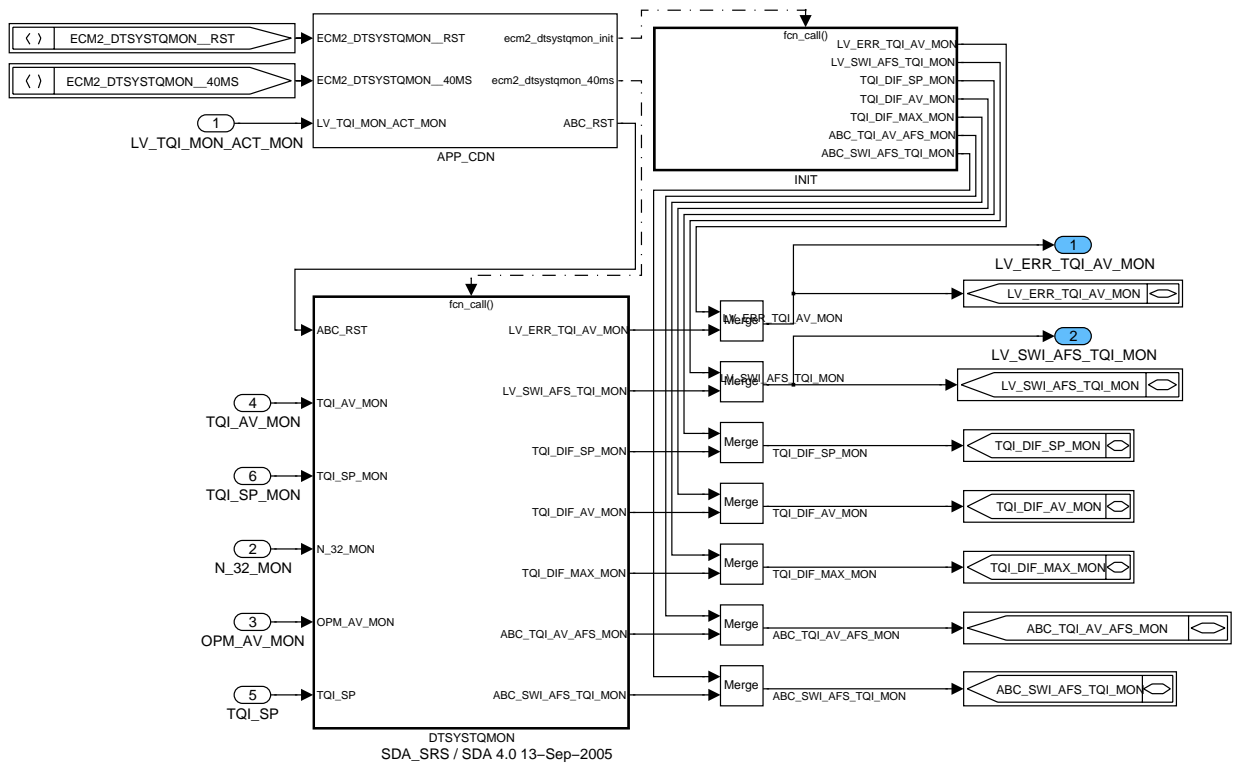 ECM2_DTSYSTQMON__RST
ECM2_DTSYSTQMON__40MS
1
LV_TQI_MON_ACT_MON
ECM2_DTSYSTQMON__RST
ecm2_dtsystqmon_init
ECM2_DTSYSTQMON__40MS
ecm2_dtsystqmon_40ms
LV_TQI_MON_ACT_MON
ABC_RST
APP_CDN
fcn_call()
LV_ERR_TQI_AV_MON
LV_SWI_AFS_TQI_MON
TQI_DIF_SP_MON
TQI_DIF_AV_MON
TQI_DIF_MAX_MON
ABC_TQI_AV_AFS_MON
ABC_SWI_AFS_TQI_MON
INIT
1
LV_ERR_TQI_AV_MON
LV_ERR_TQI_AV_MON
2
LV_SWI_AFS_TQI_MON
LV_SWI_AFS_TQI_MON
fcn_call()
ABC_RST
LV_ERR_TQI_AV_MON
Merge
LV_ERR_TQI_AV_MON
LV_SWI_AFS_TQI_MON
Merge
LV_SWI_AFS_TQI_MON
4
TQI_AV_MON
TQI_AV_MON
TQI_DIF_SP_MON
Merge
TQI_DIF_SP_MON
TQI_DIF_SP_MON
6
TQI_SP_MON
TQI_SP_MON
TQI_DIF_AV_MON
Merge
TQI_DIF_AV_MON
TQI_DIF_AV_MON
2
N_32_MON
N_32_MON
TQI_DIF_MAX_MON
Merge
TQI_DIF_MAX_MON
TQI_DIF_MAX_MON
3
OPM_AV_MON
OPM_AV_MON
ABC_TQI_AV_AFS_MON
Merge
ABC_TQI_AV_AFS_MON
ABC_TQI_AV_AFS_MON
5
TQI_SP
TQI_SP
ABC_SWI_AFS_TQI_MON
Merge
ABC_SWI_AFS_TQI_MON
ABC_SWI_AFS_TQI_MON
DTSYSTQMON
SDA_SRS / SDA 4.0 13−Sep−2005